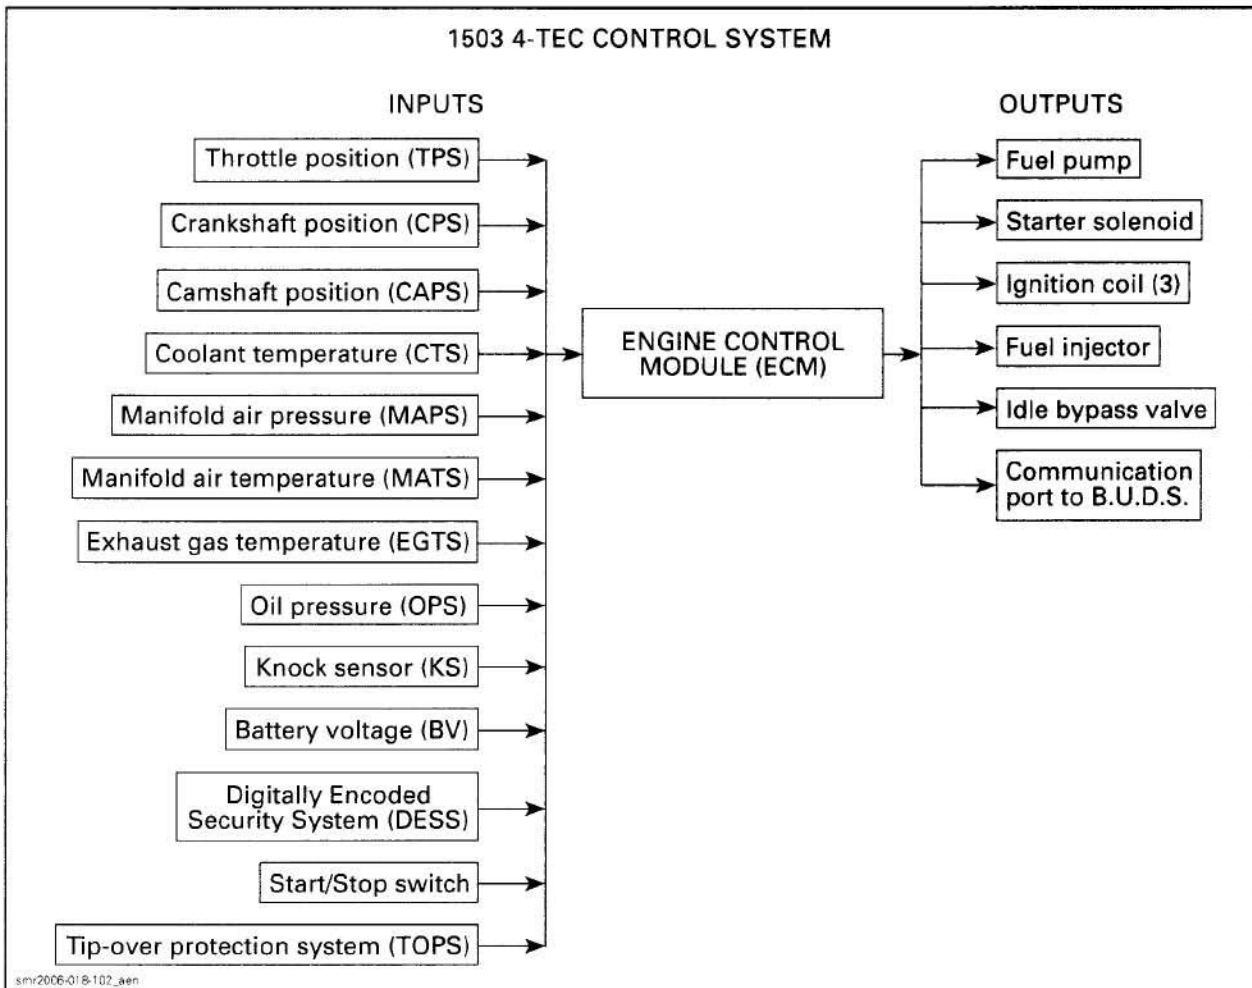 1503 4-TEC CONTROL SYSTEM
INPUTS
Throttle position (TPS)
Crankshaft position (CPS)
Camshaft position (CAPS)
Coolant temperature (CTS)
Manifold air pressure (MAPS)
Manifold air temperature (MATS)
Exhaust gas temperature (EGTS)
Oil pressure (OPS)
Knock sensor (KS)
Battery voltage (BV)
Digitally Encoded
Security System (DESS)
Start/Stop switch
Tip-over protection system (TOPS)
ENGINE CONTROL
MODULE (ECM)
OUTPUTS
Fuel pump
Starter solenoid
Ignition coil (3)
Fuel injector
Idle bypass valve
Communication
port to B.U.D.S.
smr2006-018-102_aen